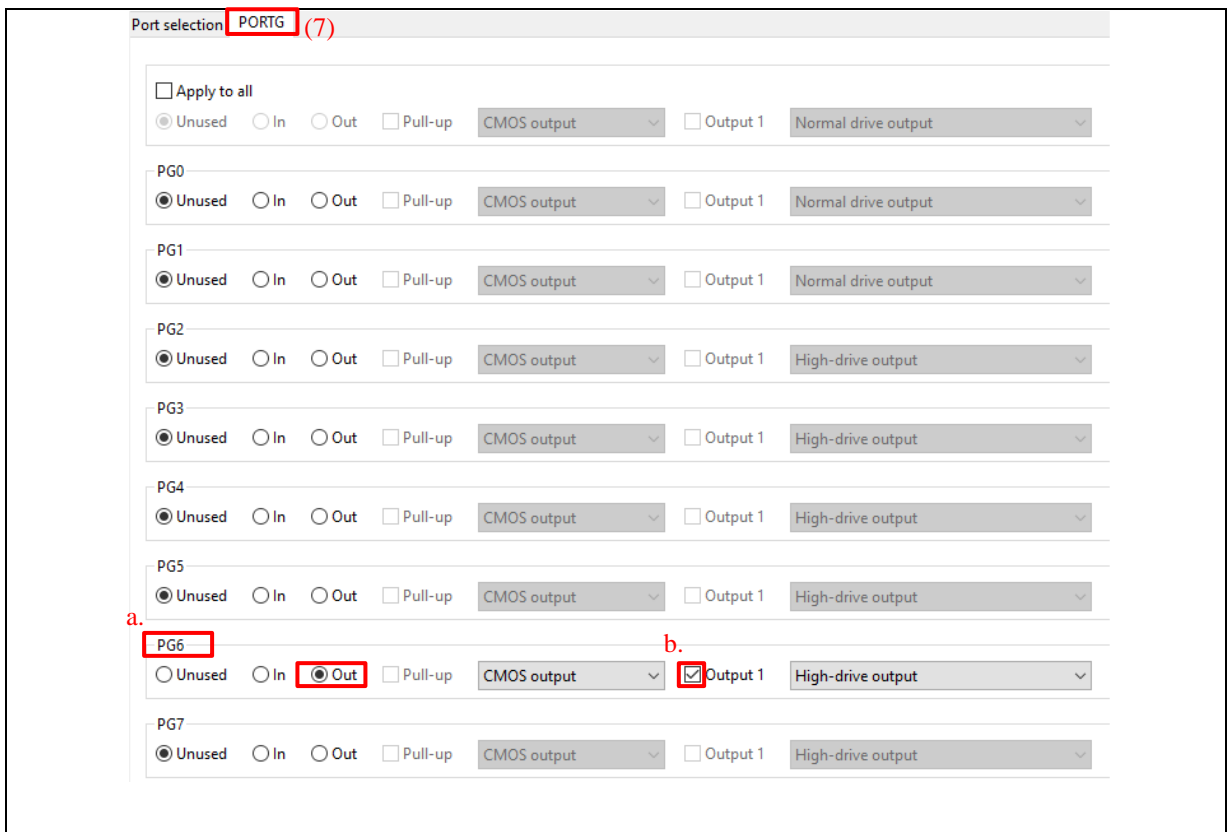 Port selection PORTG (7)
Apply to all
Unused In Out Pull-up CMOS output Output 1 Normal drive output
PG0
Unused In Out Pull-up CMOS output Output 1 Normal drive output
PG1
Unused In Out Pull-up CMOS output Output 1 Normal drive output
PG2
Unused In Out Pull-up CMOS output Output 1 High-drive output
PG3
Unused In Out Pull-up CMOS output Output 1 High-drive output
PG4
Unused In Out Pull-up CMOS output Output 1 High-drive output
PG5
Unused In Out Pull-up CMOS output Output 1 High-drive output
a.
PG6 b.
Unused In Out Pull-up CMOS output Output 1 High-drive output
PG7
Unused In Out Pull-up CMOS output Output 1 High-drive output